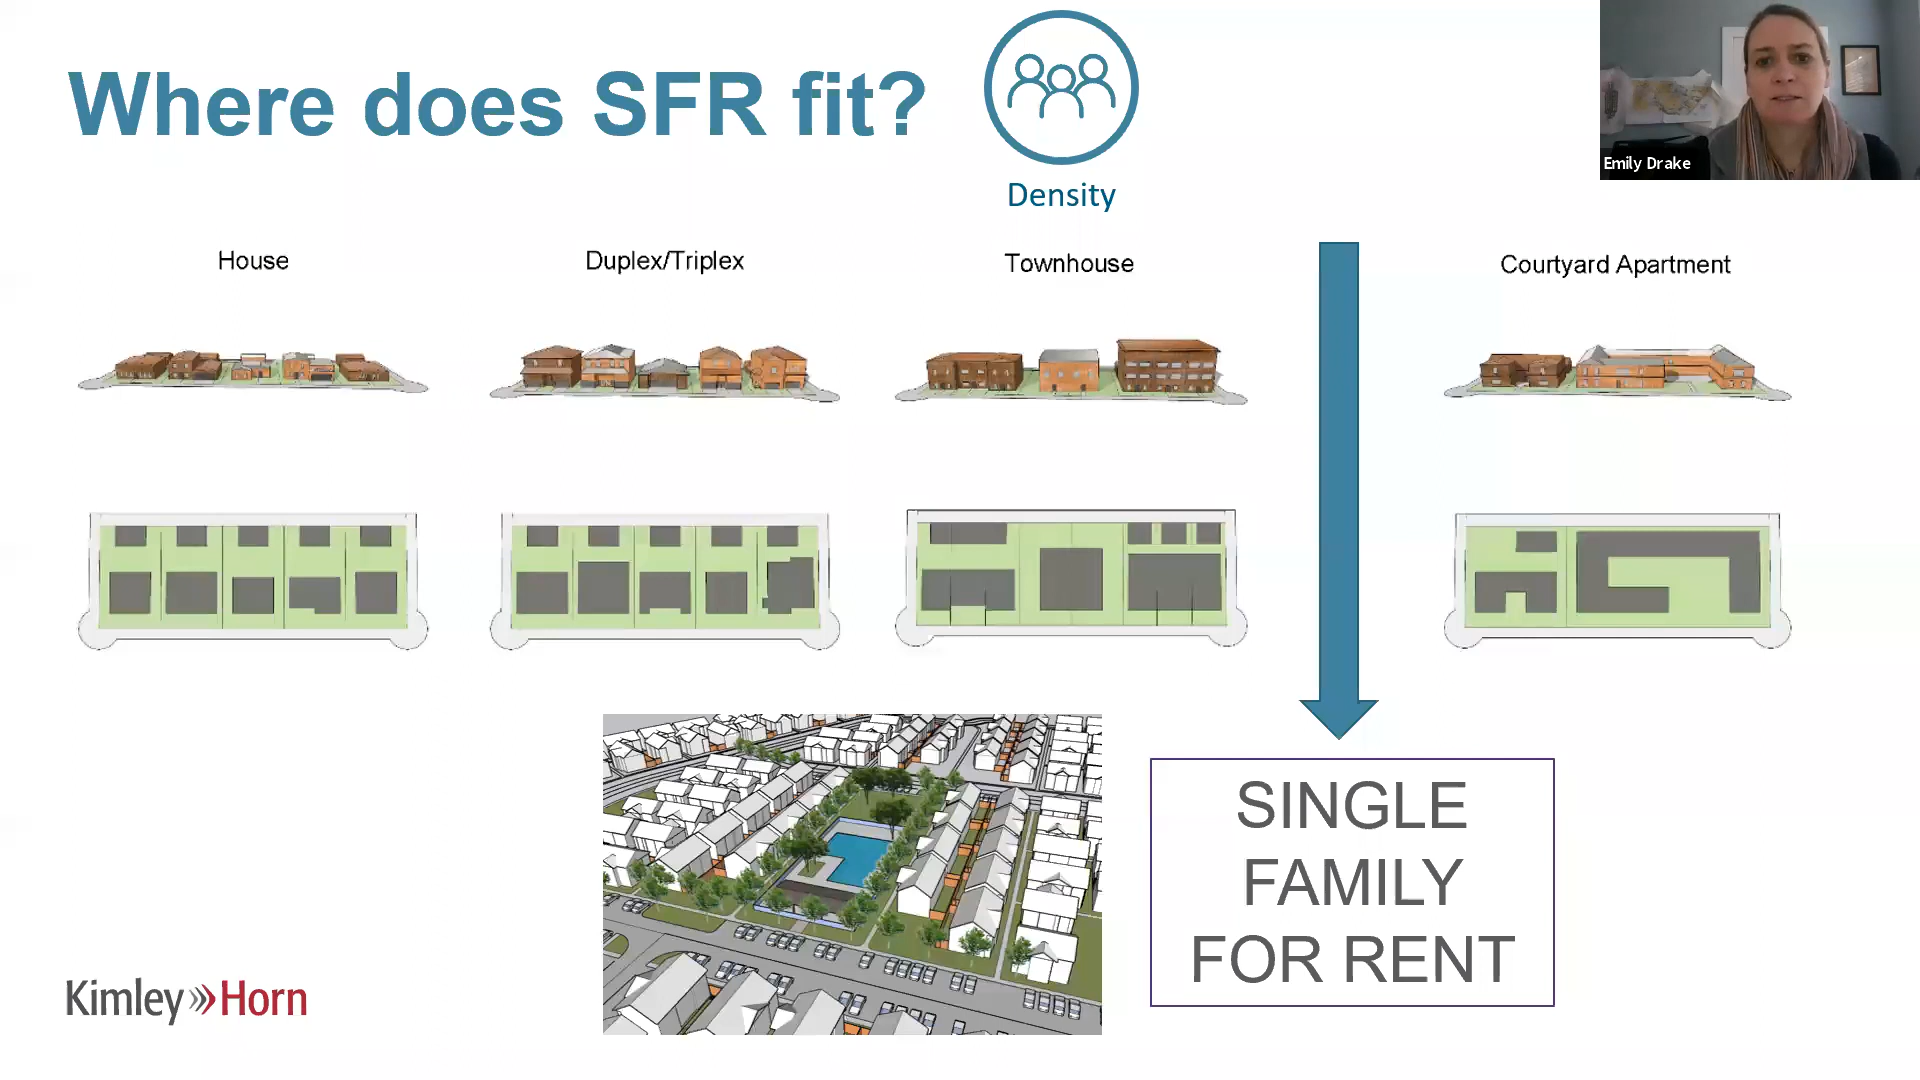 Where does SFR fit?
Density
Emily Drake
House
Duplex/Triplex
Townhouse
Courtyard Apartment
SINGLE
FAMILY
FOR RENT
Kimley»Horn